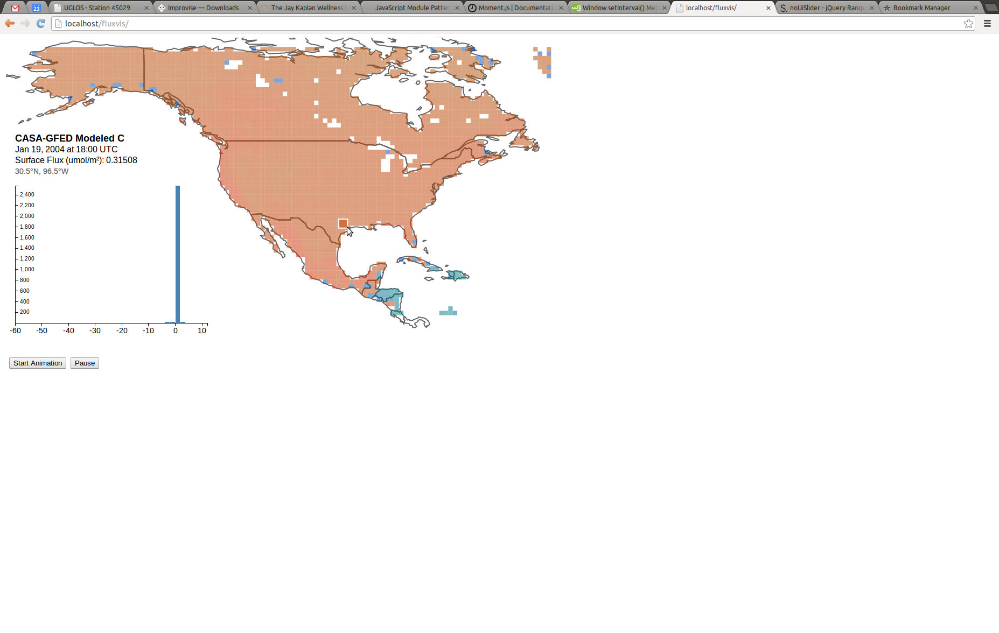 23
UGLOS - Station 45029
Improvise — Downloads
The Jay Kaplan Wellness
JavaScript Module Patter
Moment.js | Documentati
w3
Window setInterval() Me
localhost/fluxvis/
$.
noUiSlider - jQuery Rang
Bookmark Manager
localhost/fluxvis/
CASA-GFED Modeled C
Jan 19, 2004 at 18:00 UTC
Surface Flux (umol/m²): 0.31508
30.5°N, 96.5°W
2,400
2,200
2,000
1,800
1,600
1,400
1,200
1,000
800
600
400
200
-60 -50 -40 -30 -20 -10 0 10
Start Animation Pause